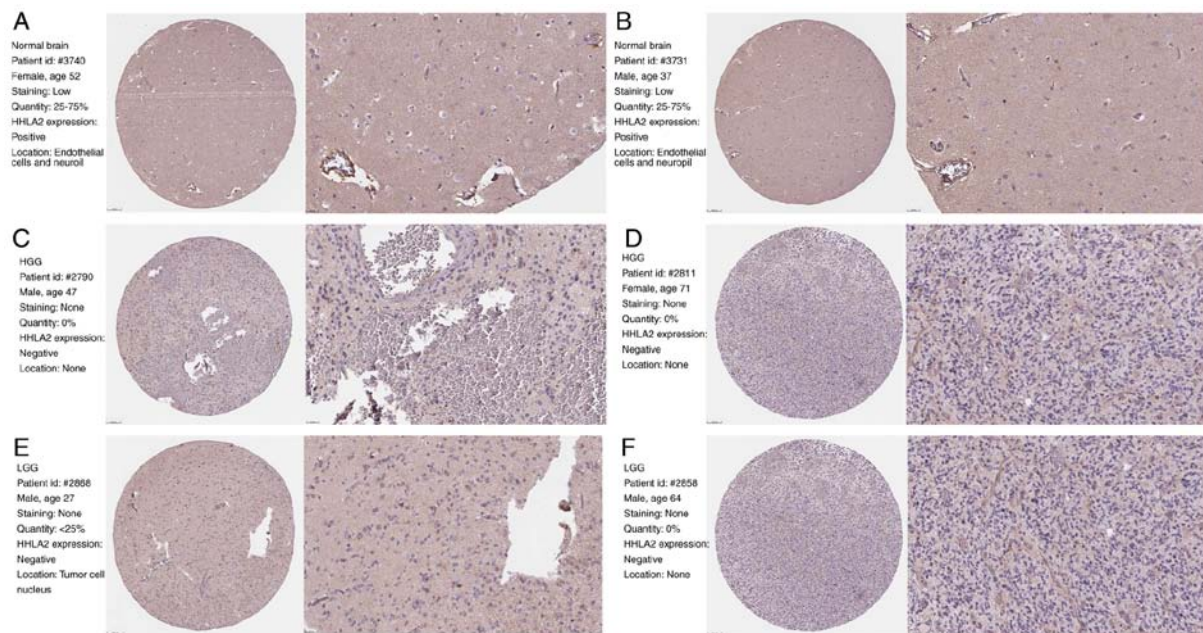 A
Normal brain
Patient id: #3740
Female, age 52
Staining: Low
Quantity: 25-75%
HHLA2 expression:
Positive
Location: Endothelial
cells and neuropil
B
Normal brain
Patient id: #3731
Male, age 37
Staining: Low
Quantity: 25-75%
HHLA2 expression:
Positive
Location: Endothelial
cells and neuropil
C
HGG
Patient id: #2790
Male, age 47
Staining: None
Quantity: 0%
HHLA2 expression:
Negative
Location: None
D
HGG
Patient id: #2811
Female, age 71
Staining: None
Quantity: 0%
HHLA2 expression:
Negative
Location: None
E
LGG
Patient id: #2868
Male, age 27
Staining: None
Quantity: <25%
HHLA2 expression:
Negative
Location: Tumor cell
nucleus
F
LGG
Patient id: #2858
Male, age 64
Staining: None
Quantity: 0%
HHLA2 expression:
Negative
Location: None